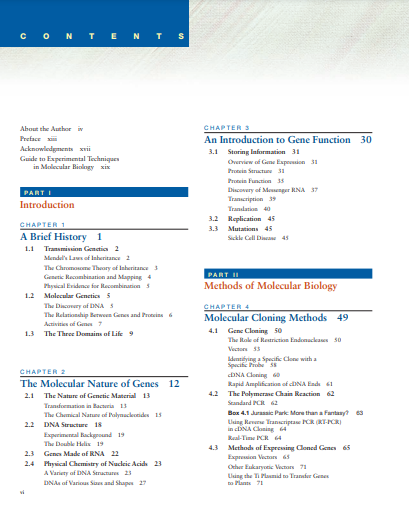 C O N T E N T S
About the Author iv
Preface xiii
Acknowledgments xvii
Guide to Experimental Techniques
in Molecular Biology xix
PART I
Introduction
CHAPTER 1
A Brief History 1
1.1 Transmission Genetics 2
Mendel's Laws of Inheritance 2
The Chromosome Theory of Inheritance 3
Genetic Recombination and Mapping 4
Physical Evidence for Recombination 5
1.2 Molecular Genetics 5
The Discovery of DNA 5
The Relationship Between Genes and Proteins 6
Activities of Genes 7
1.3 The Three Domains of Life 9
CHAPTER 2
The Molecular Nature of Genes 12
2.1 The Nature of Genetic Material 13
Transformation in Bacteria 13
The Chemical Nature of Polynucleotides 15
2.2 DNA Structure 18
Experimental Background 19
The Double Helix 19
2.3 Genes Made of RNA 22
2.4 Physical Chemistry of Nucleic Acids 23
A Variety of DNA Structures 23
DNAs of Various Sizes and Shapes 27
vi
CHAPTER 3
An Introduction to Gene Function 30
3.1 Storing Information 31
Overview of Gene Expression 31
Protein Structure 31
Protein Function 35
Discovery of Messenger RNA 37
Transcription 39
Translation 40
3.2 Replication 45
3.3 Mutations 45
Sickle Cell Disease 45
PART II
Methods of Molecular Biology
CHAPTER 4
Molecular Cloning Methods 49
4.1 Gene Cloning 50
The Role of Restriction Endonucleases 50
Vectors 53
Identifying a Specific Clone with a
Specific Probe 58
cDNA Cloning 60
Rapid Amplification of cDNA Ends 61
4.2 The Polymerase Chain Reaction 62
Standard PCR 62
Box 4.1 Jurassic Park: More than a Fantasy? 63
Using Reverse Transcriptase PCR (RT-PCR)
in cDNA Cloning 64
Real-Time PCR 64
4.3 Methods of Expressing Cloned Genes 65
Expression Vectors 65
Other Eukaryotic Vectors 71
Using the Ti Plasmid to Transfer Genes
to Plants 71